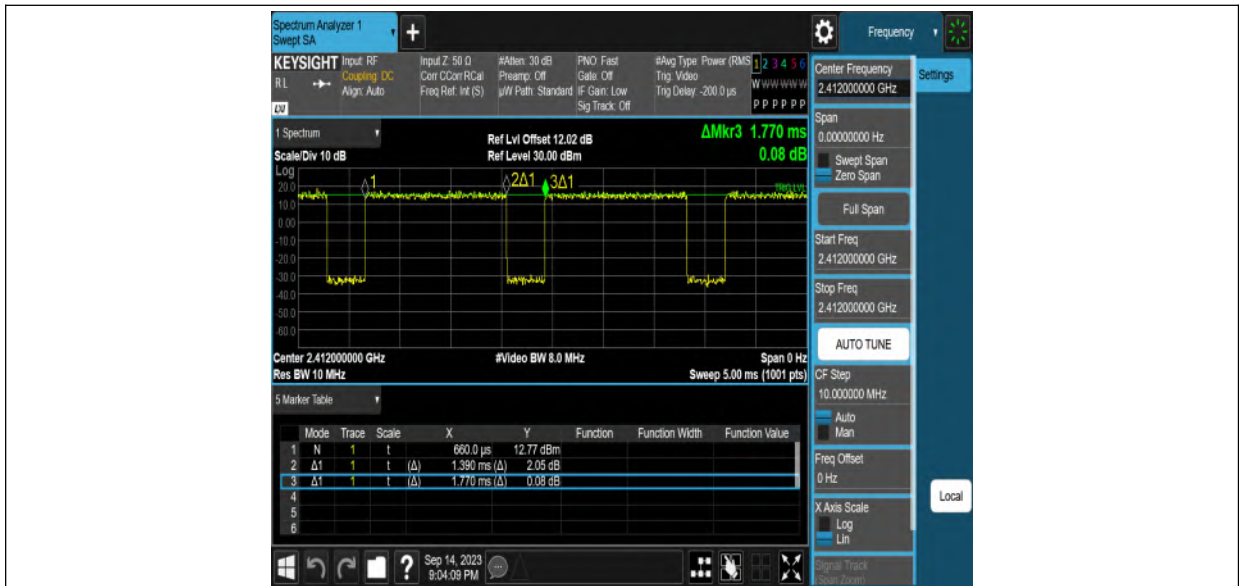 Spectrum Analyzer 1
Swept SA
+
Frequency
KEYSIGHT
RL
LXI
Input: RF
Coupling: DC
Align: Auto
Input Z: 50 Ω
Corr CCorr RCal
Freq Ref: Int (S)
#Atten: 30 dB
Preamp: Off
µW Path: Standard
PNO: Fast
Gate: Off
IF Gain: Low
Sig Track: Off
#Avg Type: Power (RMS
Trig: Video
Trig Delay: -200.0 µs
1 2 3 4 5 6
W W W W W W
P P P P P P
1 Spectrum
Scale/Div 10 dB
Ref Lvl Offset 12.02 dB
Ref Level 30.00 dBm
ΔMkr3 1.770 ms
0.08 dB
Log
20.0
10.0
0.00
-10.0
-20.0
-30.0
-40.0
-50.0
-60.0
1
2Δ1
3Δ1
TRIG LVL
Center 2.412000000 GHz
Res BW 10 MHz
#Video BW 8.0 MHz
Span 0 Hz
Sweep 5.00 ms (1001 pts)
5 Marker Table
Mode Trace Scale X Y Function Function Width Function Value
1 N 1 t 660.0 µs 12.77 dBm
2 Δ1 1 t (Δ) 1.390 ms (Δ) 2.05 dB
3 Δ1 1 t (Δ) 1.770 ms (Δ) 0.08 dB
4
5
6
?
Sep 14, 2023
9:04:09 PM
Center Frequency
2.412000000 GHz
Span
0.00000000 Hz
Swept Span
Zero Span
Full Span
Start Freq
2.412000000 GHz
Stop Freq
2.412000000 GHz
AUTO TUNE
CF Step
10.000000 MHz
Auto
Man
Freq Offset
0 Hz
X Axis Scale
Log
Lin
Signal Track
(Span Zoom)
Settings
Local